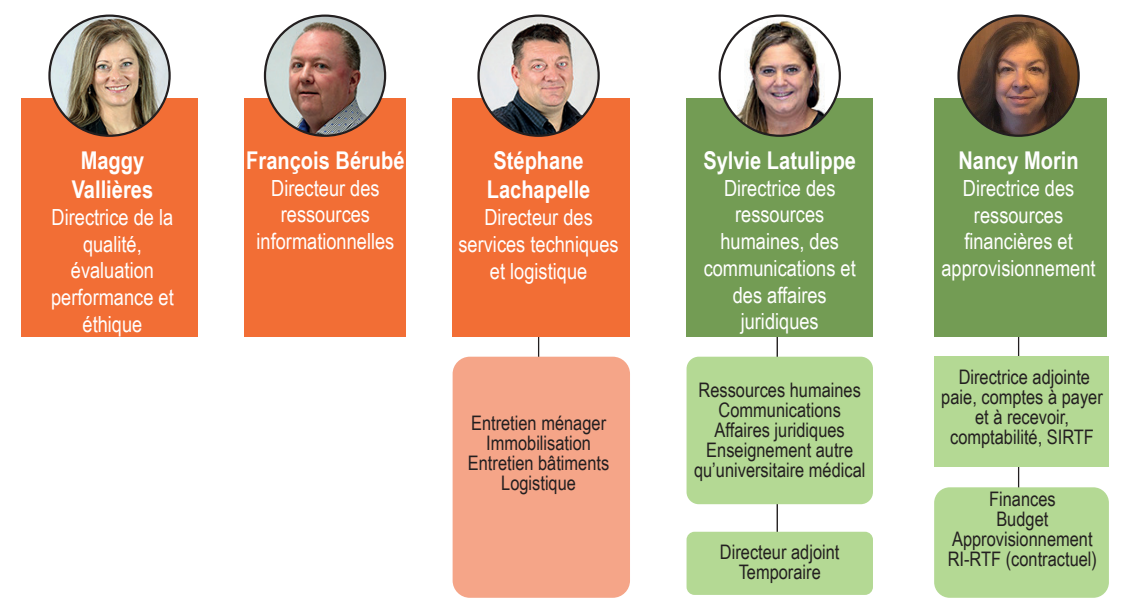 Maggy
Vallières
Directrice de la
qualité,
évaluation
performance et
éthique
François Bérubé
Directeur des
ressources
informationnelles
Stéphane
Lachapelle
Directeur des
services techniques
et logistique
Sylvie Latulippe
Directrice des
ressources
humaines, des
communications et
des affaires
juridiques
Nancy Morin
Directrice des
ressources
financières et
approvisionnement
Entretien ménager
Immobilisation
Entretien bâtiments
Logistique
Ressources humaines
Communications
Affaires juridiques
Enseignement autre
qu’universitaire médical
Directeur adjoint
Temporaire
Directrice adjointe
paie, comptes à payer
et à recevoir,
comptabilité, SIRTF
Finances
Budget
Approvisionnement
RI-RTF (contractuel)